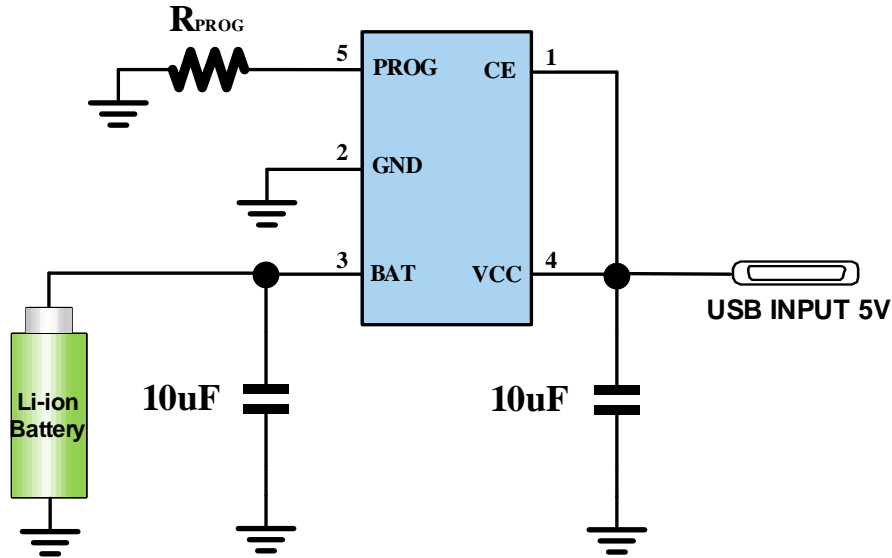 RPROG
5
PROG
CE
1
2
GND
3
BAT
VCC
4
USB INPUT 5V
Li-ion
Battery
10uF
10uF